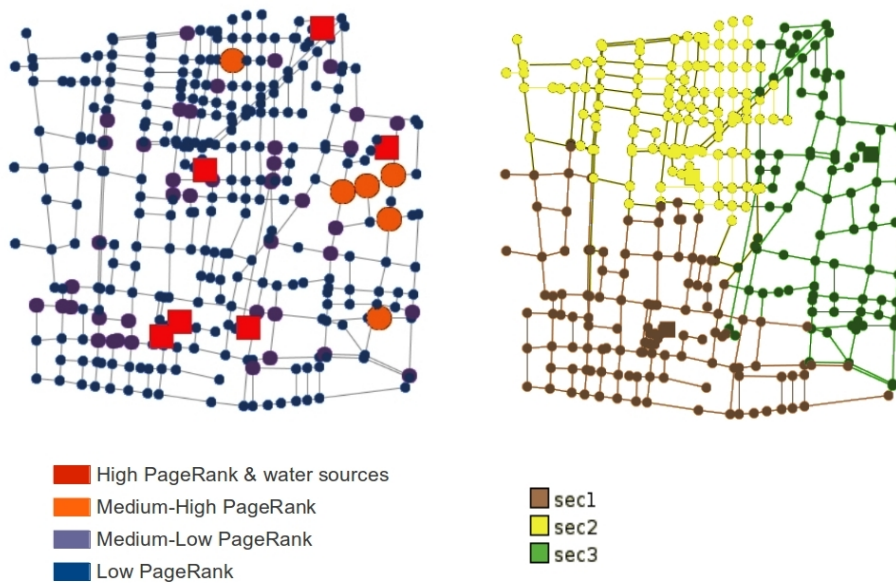 High PageRank & water sources
Medium-High PageRank
Medium-Low PageRank
Low PageRank
sec1
sec2
sec3